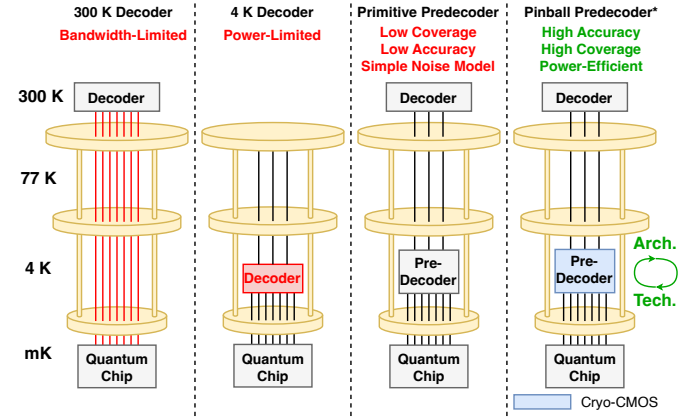 300 K Decoder
Bandwidth-Limited
4 K Decoder
Power-Limited
Primitive Predecoder
Low Coverage
Low Accuracy
Simple Noise Model
Pinball Predecoder*
High Accuracy
High Coverage
Power-Efficient
300 K
Decoder
Decoder
Decoder
77 K
4 K
Decoder
Pre-
Decoder
Pre-
Decoder
Arch.
Tech.
mK
Quantum
Chip
Quantum
Chip
Quantum
Chip
Quantum
Chip
Cryo-CMOS